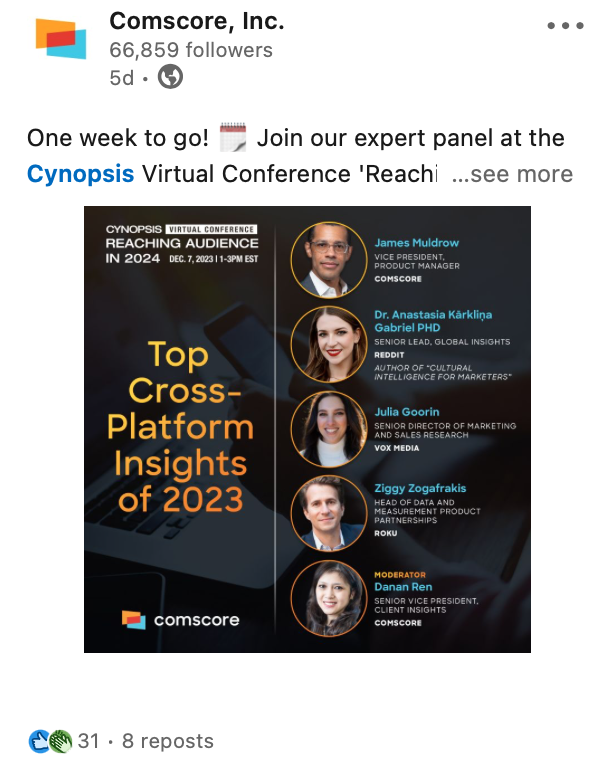 Comscore, Inc.
66,859 followers
5d •
One week to go! Join our expert panel at the
Cynopsis Virtual Conference 'Reachi ...see more
CYNOPSIS VIRTUAL CONFERENCE
REACHING AUDIENCE
IN 2024 DEC. 7, 2023 | 1-3PM EST
Top
Cross-
Platform
Insights
of 2023
comscore
James Muldrow
VICE PRESIDENT,
PRODUCT MANAGER
COMSCORE
Dr. Anastasia Kārkliņa
Gabriel PHD
SENIOR LEAD, GLOBAL INSIGHTS
REDDIT
AUTHOR OF "CULTURAL
INTELLIGENCE FOR MARKETERS"
Julia Goorin
SENIOR DIRECTOR OF MARKETING
AND SALES RESEARCH
VOX MEDIA
Ziggy Zogafrakis
HEAD OF DATA AND
MEASUREMENT PRODUCT
PARTNERSHIPS
ROKU
MODERATOR
Danan Ren
SENIOR VICE PRESIDENT,
CLIENT INSIGHTS
COMSCORE
31 • 8 reposts